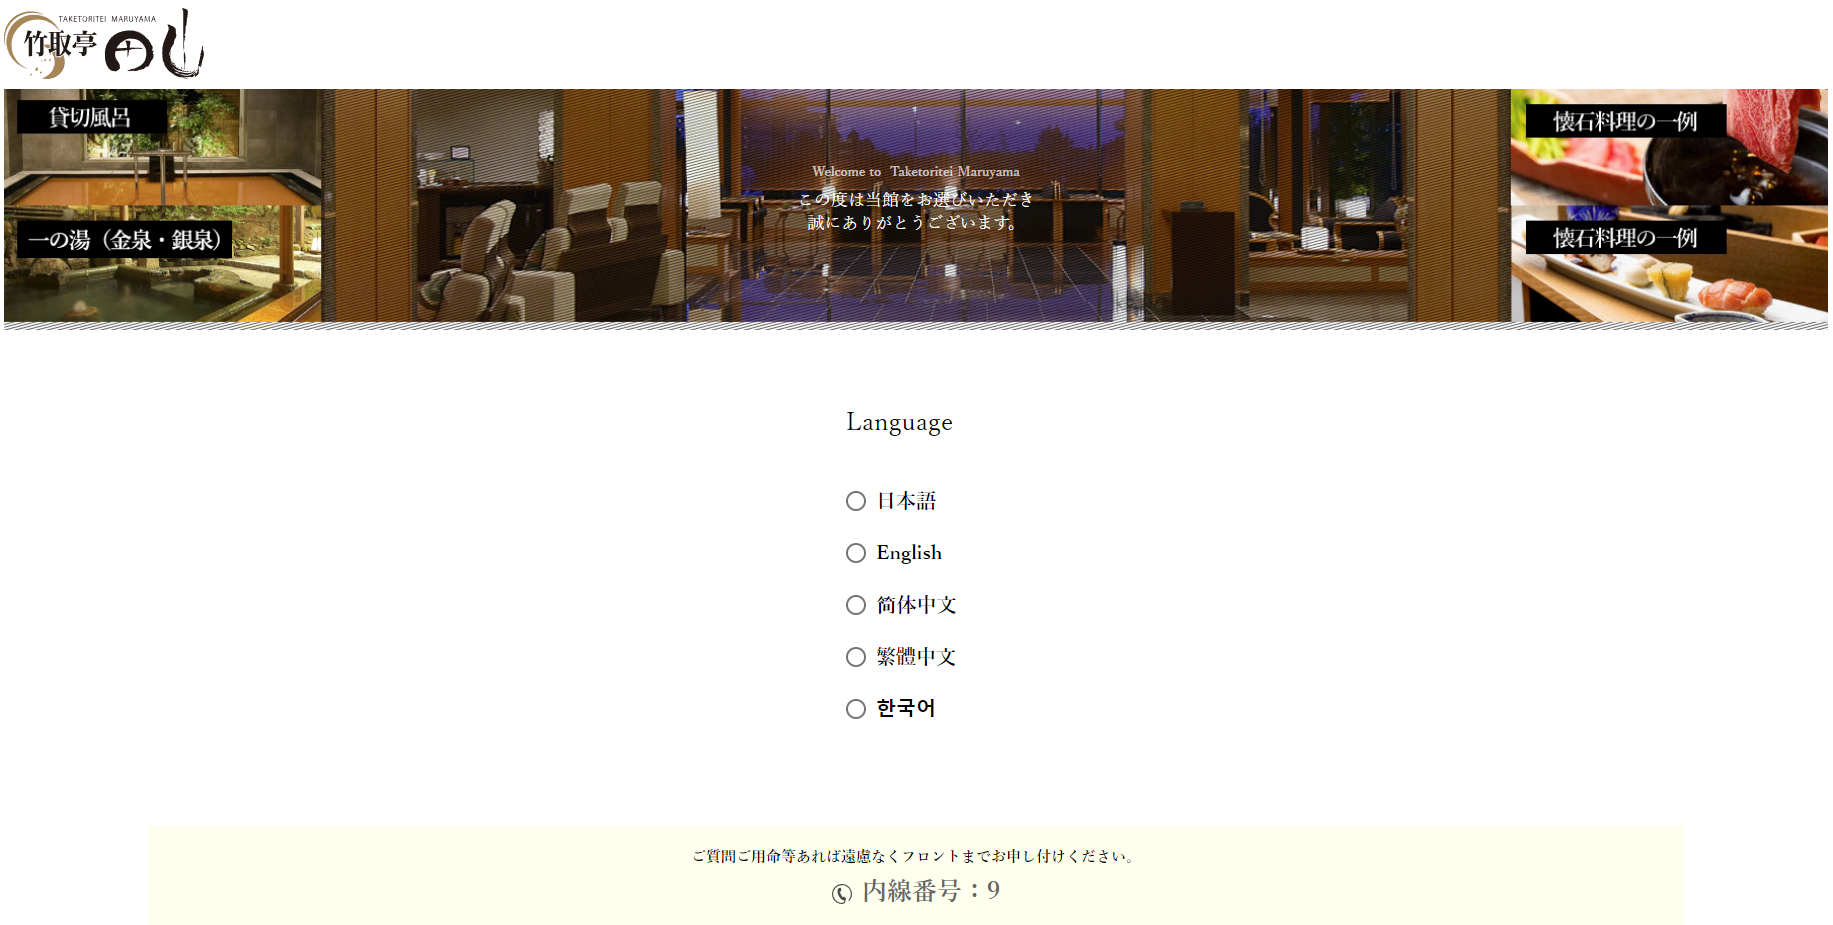 TAKETORITEI MARUYAMA
竹取亭 円山
貸切風呂
一の湯（金泉・銀泉）
Welcome to Taketoritei Maruyama
この度は当館をお選びいただき
誠にありがとうございます。
懐石料理の一例
懐石料理の一例
Language
日本語
English
简体中文
繁體中文
한국어
ご質問ご用命等あれば遠慮なくフロントまでお申し付けください。
内線番号：9